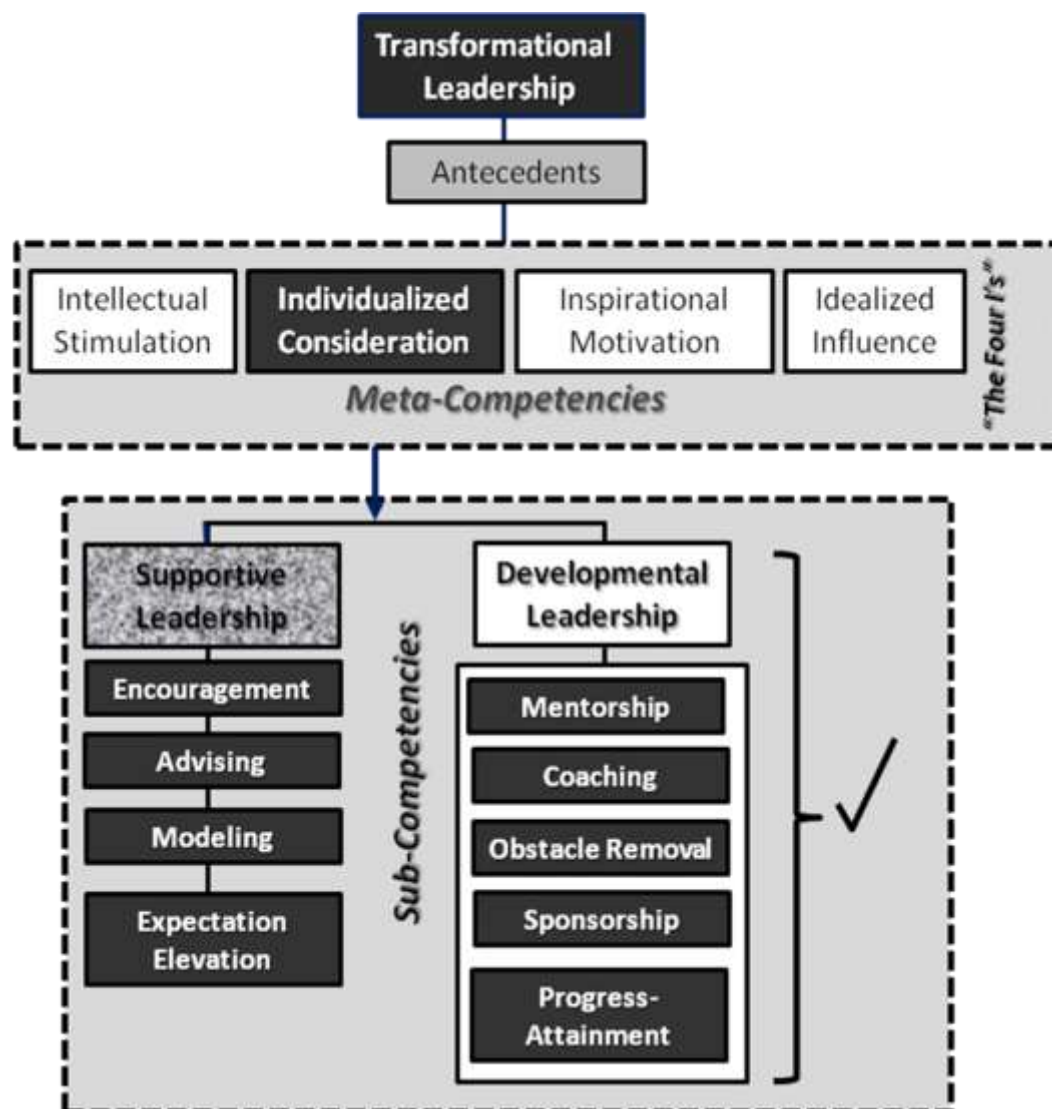 Transformational
Leadership
Antecedents
Intellectual
Stimulation
Individualized
Consideration
Inspirational
Motivation
Idealized
Influence
"The Four I's"
Meta-Competencies
Supportive
Leadership
Encouragement
Advising
Modeling
Expectation
Elevation
Sub-Competencies
Developmental
Leadership
Mentorship
Coaching
Obstacle Removal
Sponsorship
Progress-
Attainment